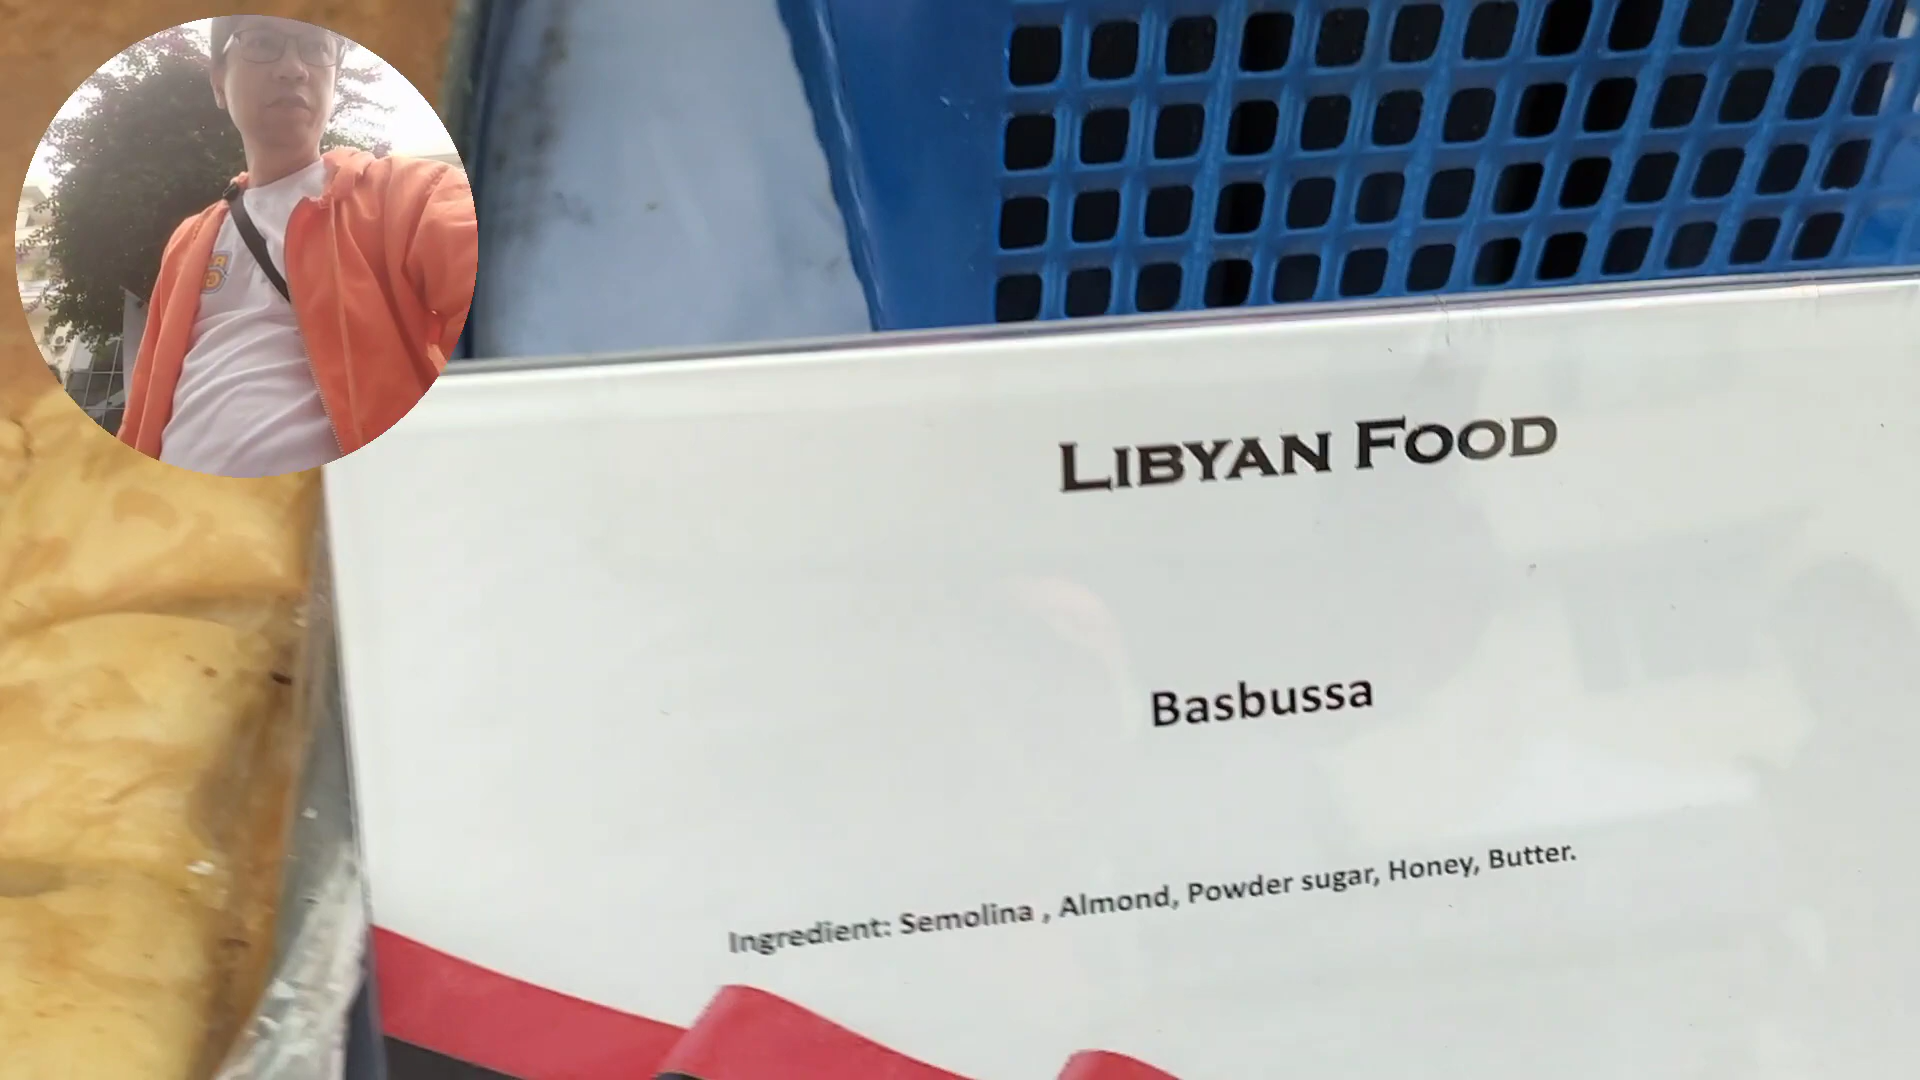 LIBYAN FOOD
Basbussa
Ingredient: Semolina , Almond, Powder sugar, Honey, Butter.